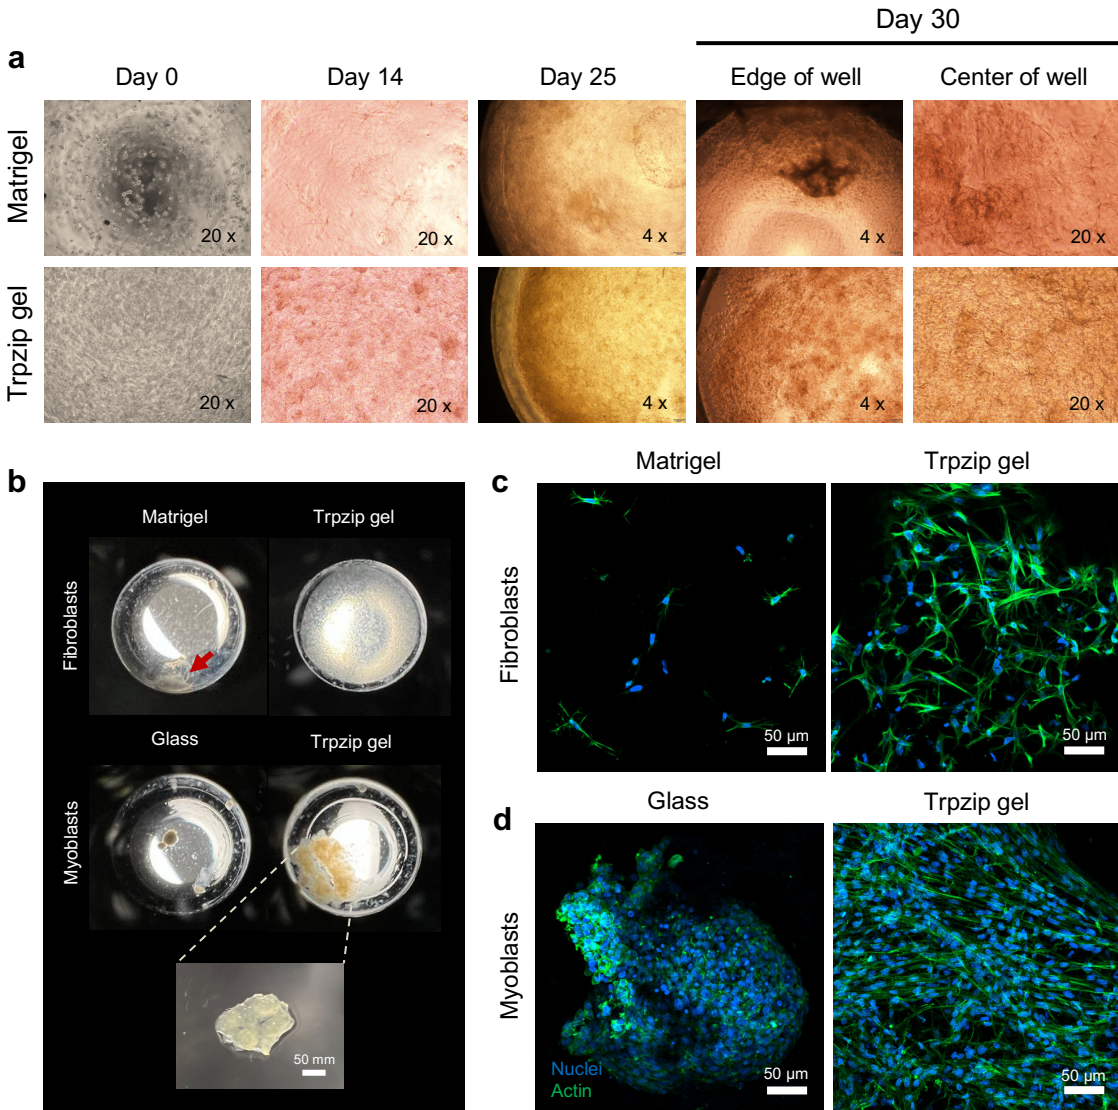 Day 30
a
Day 0
Day 14
Day 25
Edge of well
Center of well
Matrigel
20 x
20 x
4 x
4 x
20 x
Trpzip gel
20 x
20 x
4 x
4 x
20 x
b
Matrigel
Trpzip gel
Fibroblasts
Glass
Trpzip gel
Myoblasts
50 mm
c
Matrigel
Trpzip gel
Fibroblasts
50 µm
50 µm
d
Glass
Trpzip gel
Myoblasts
Nuclei
Actin
50 µm
50 µm